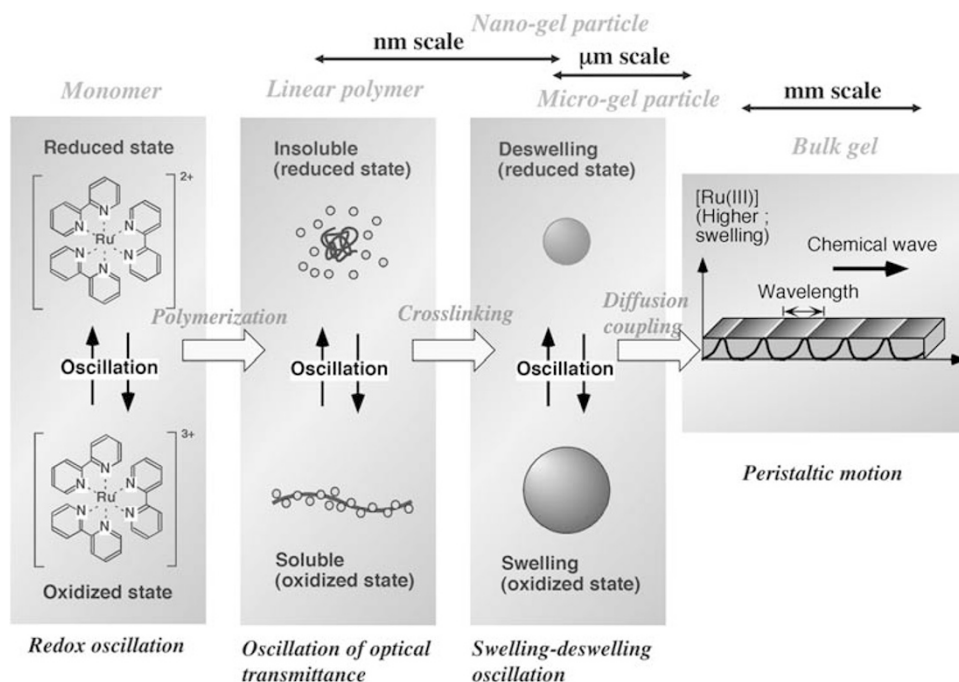 Nano-gel particle
nm scale
μm scale
Monomer
Linear polymer
Micro-gel particle
mm scale
Bulk gel
Reduced state
2+
N
N
N
Ru
N
N
N
Oscillation
3+
N
N
N
Ru
N
N
N
Oxidized state
Redox oscillation
Polymerization
Insoluble
(reduced state)
Oscillation
Soluble
(oxidized state)
Oscillation of optical
transmittance
Crosslinking
Deswelling
(reduced state)
Oscillation
Swelling
(oxidized state)
Swelling-deswelling
oscillation
Diffusion
coupling
[Ru(III)]
(Higher ;
swelling)
Chemical wave
Wavelength
Peristaltic motion